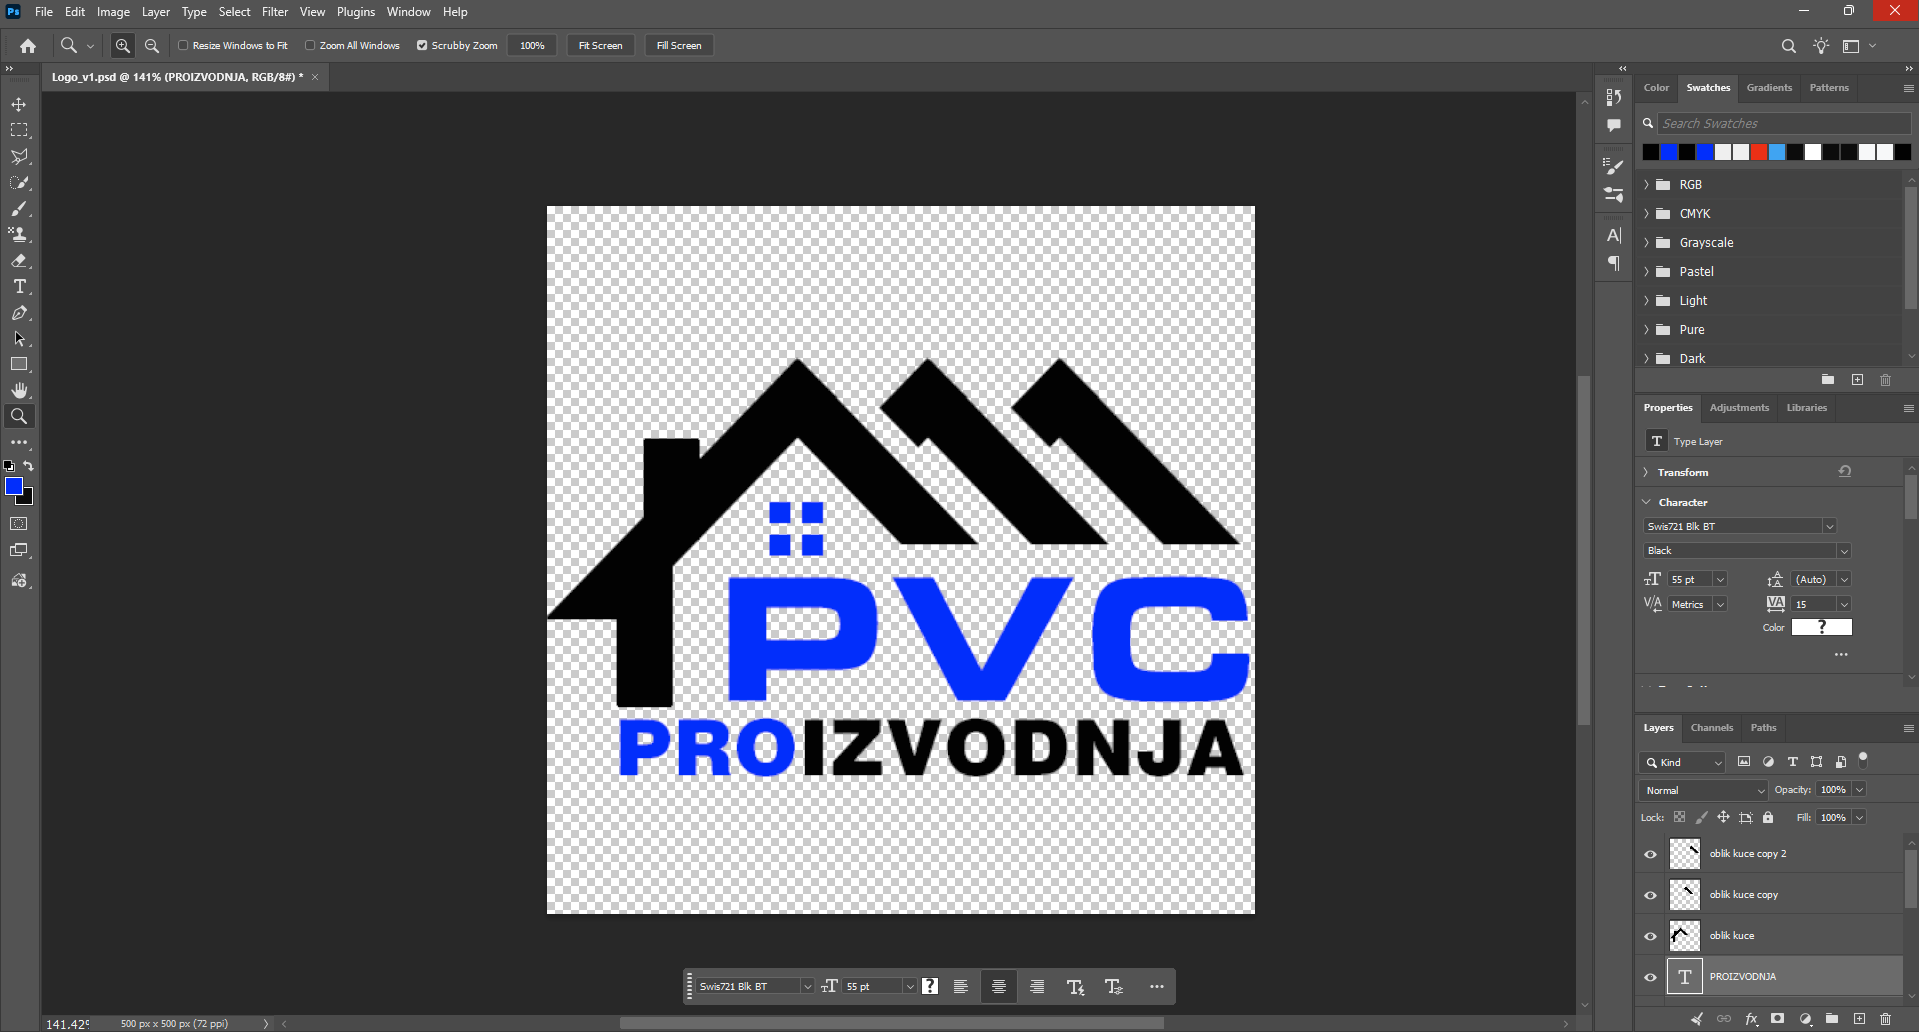 Ps File Edit Image Layer Type Select Filter View Plugins Window Help
Resize Windows to Fit Zoom All Windows Scrubby Zoom 100% Fit Screen Fill Screen
Logo_v1.psd @ 141% (PROIZVODNJA, RGB/8#) *
Color Swatches Gradients Patterns
Search Swatches
RGB
CMYK
Grayscale
Pastel
Light
Pure
Dark
Properties Adjustments Libraries
T Type Layer
Transform
Character
Swis721 Blk BT
Black
55 pt (Auto)
Metrics 15
Color ?
PVC
PROIZVODNJA
Layers Channels Paths
Kind
Normal Opacity: 100%
Lock: Fill: 100%
oblik kuce copy 2
oblik kuce copy
oblik kuce
T PROIZVODNJA
Swis721 Blk BT 55 pt ?
141.42% 500 px x 500 px (72 ppi)